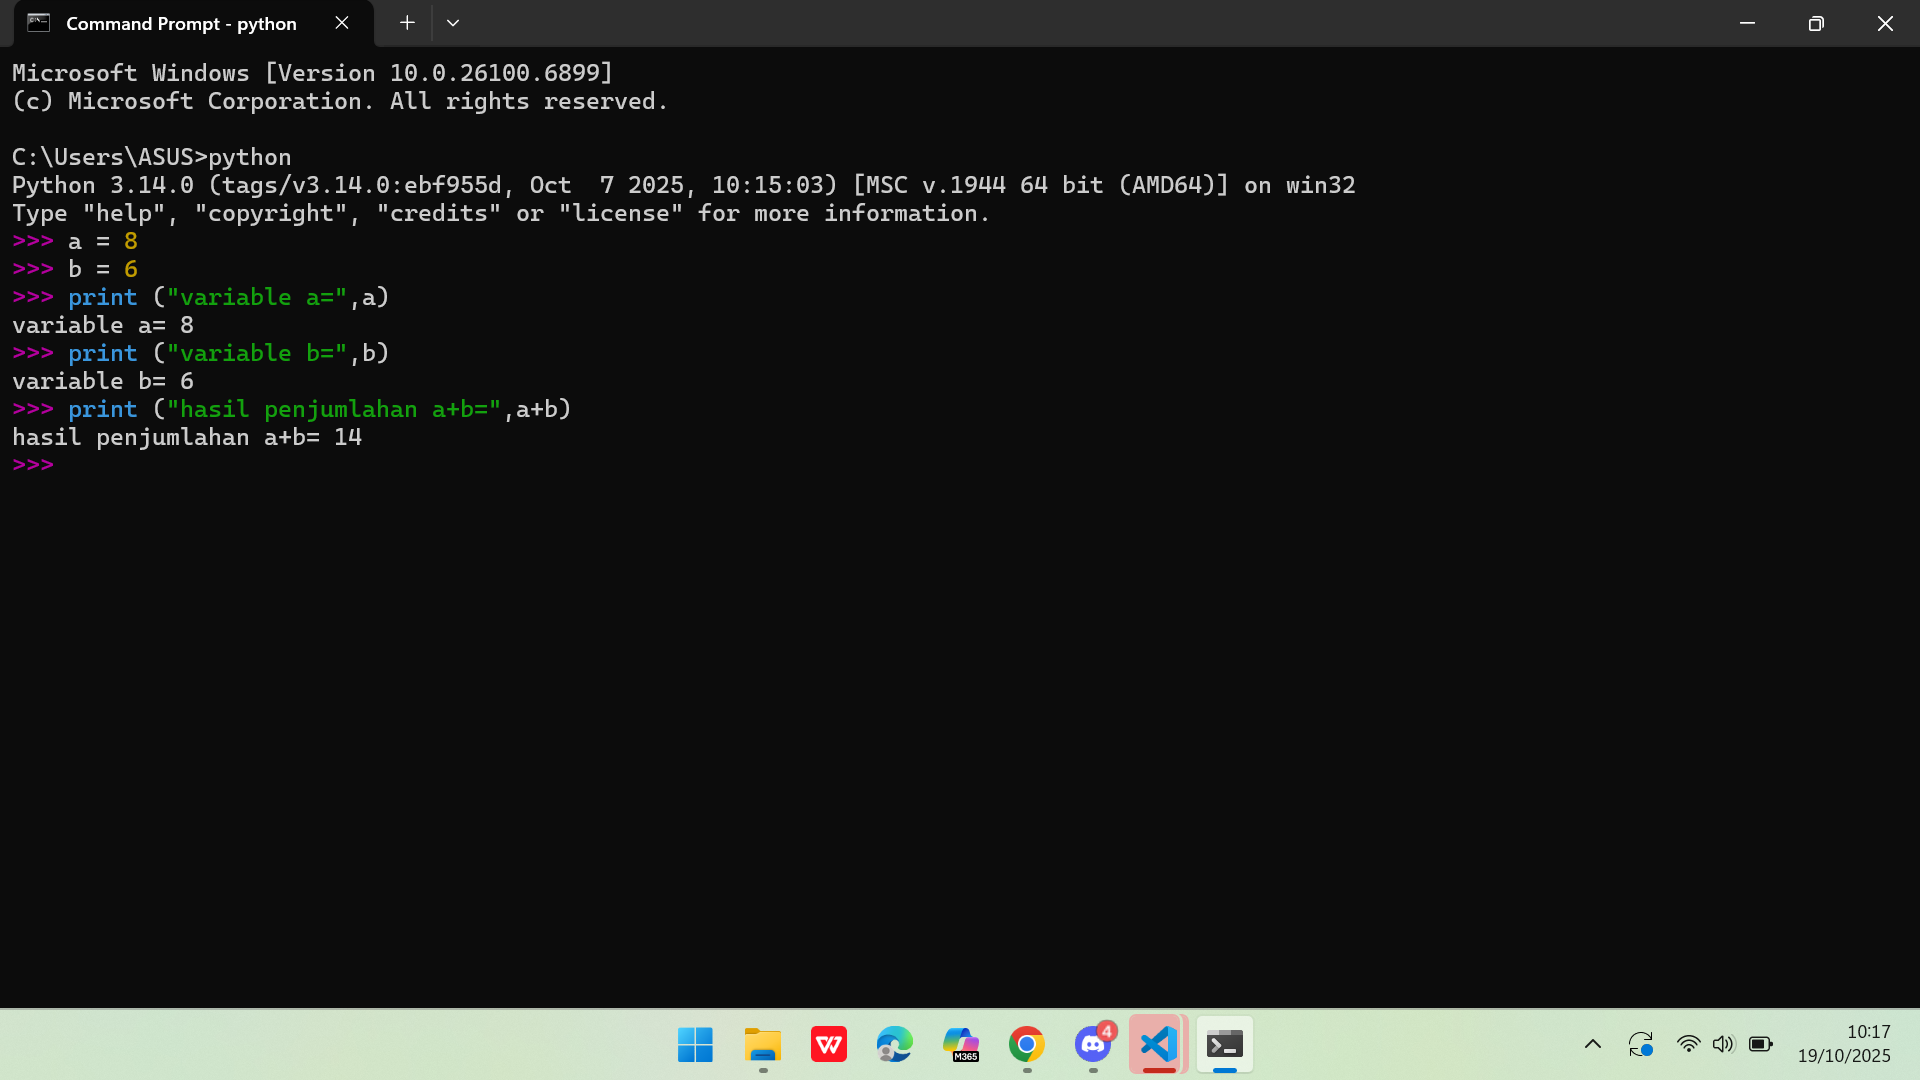 Command Prompt - python
Microsoft Windows [Version 10.0.26100.6899]
(c) Microsoft Corporation. All rights reserved.
C:\Users\ASUS>python
Python 3.14.0 (tags/v3.14.0:ebf955d, Oct  7 2025, 10:15:03) [MSC v.1944 64 bit (AMD64)] on win32
Type "help", "copyright", "credits" or "license" for more information.
>>> a = 8
>>> b = 6
>>> print ("variable a=",a)
variable a= 8
>>> print ("variable b=",b)
variable b= 6
>>> print ("hasil penjumlahan a+b=",a+b)
hasil penjumlahan a+b= 14
>>>
M365
4
10:17
19/10/2025